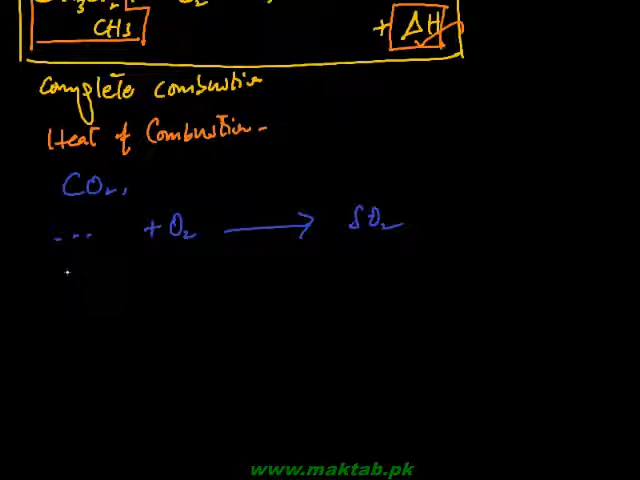 CH3
+ ΔH
Complete combustion
Heat of Combustion -
CO2,
... + O2 → SO2
www.maktab.pk